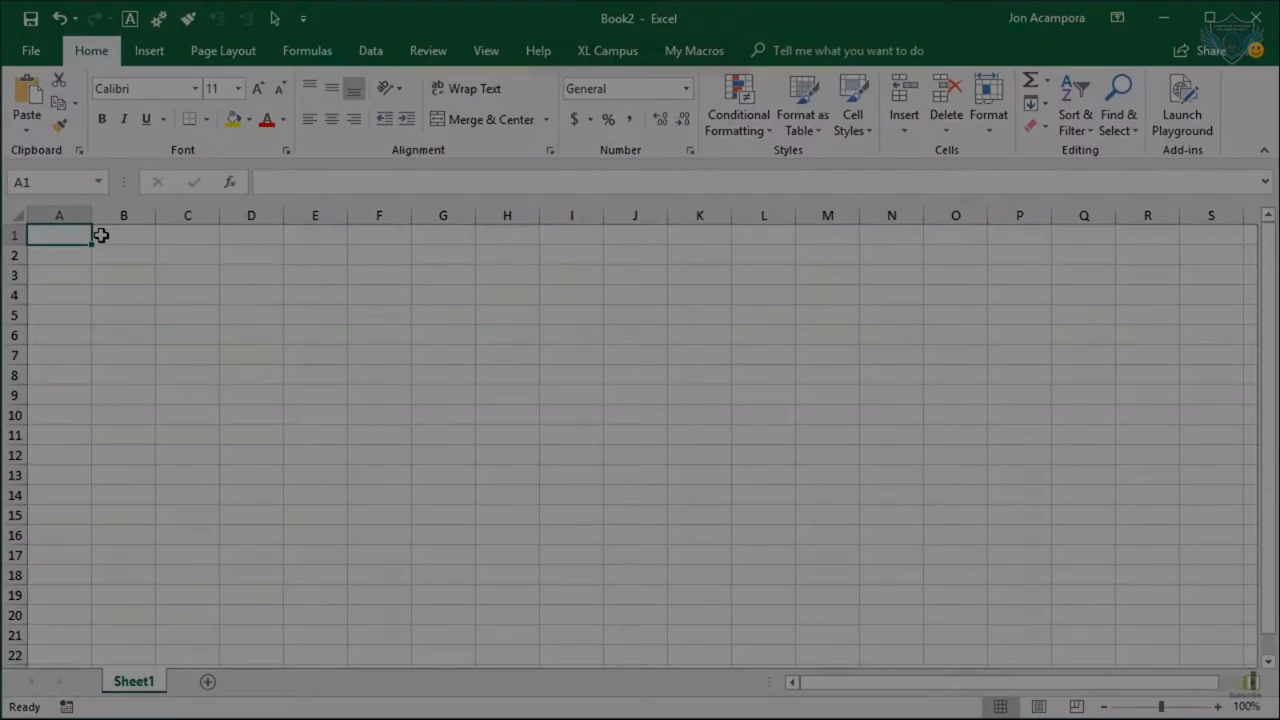 Book2 - Excel
Jon Acampora
File Home Insert Page Layout Formulas Data Review View Help XL Campus My Macros Tell me what you want to do Share
Paste
Clipboard
Calibri 11
B I U
Font
Wrap Text
Merge & Center
Alignment
General
$ % ,
Number
Conditional Formatting
Format as Table
Cell Styles
Styles
Insert Delete Format
Cells
Sort & Filter
Find & Select
Editing
Launch Playground
Add-ins
A1 fx
A B C D E F G H I J K L M N O P Q R S
1
2
3
4
5
6
7
8
9
10
11
12
13
14
15
16
17
18
19
20
21
22
Sheet1
Subscribe
Ready 100%